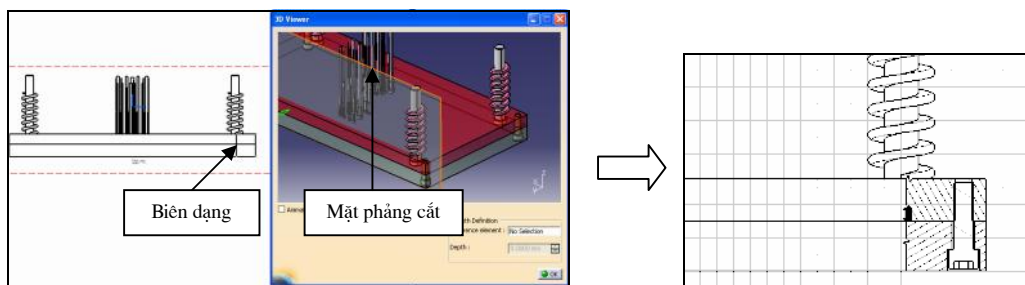 3D Viewer
Biên dạng
Mặt phẳng cắt
Depth Definition
Reference element :
No Selection
Depth :
OK